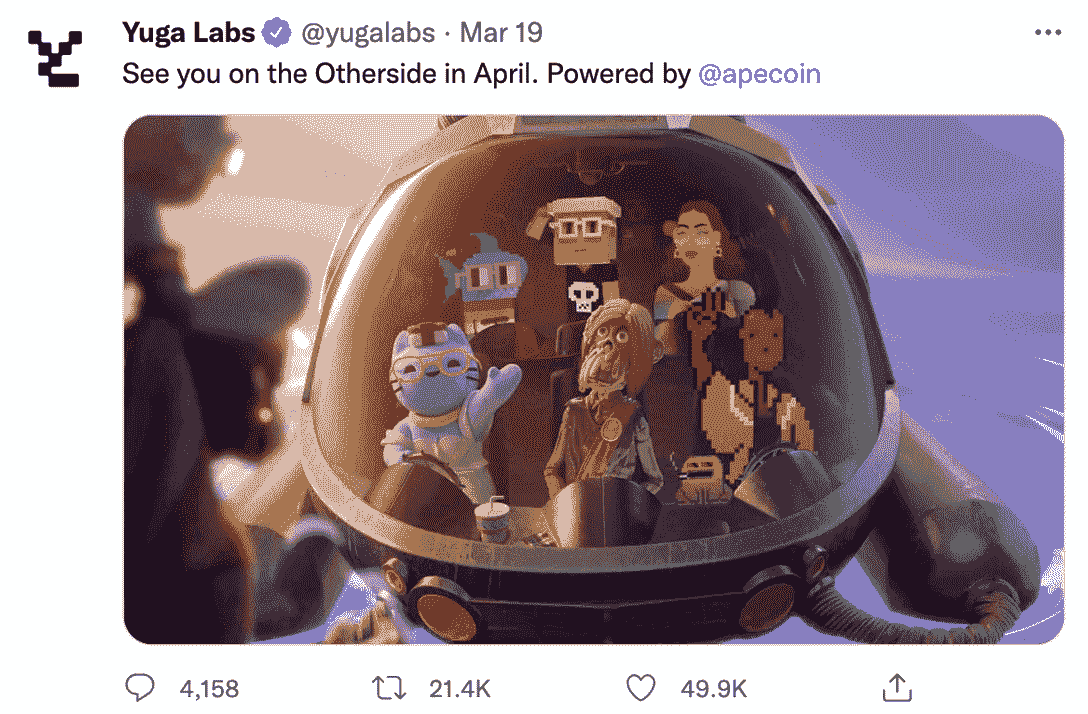 Yuga Labs @yugalabs · Mar 19
See you on the Otherside in April. Powered by @apecoin
4,158 21.4K 49.9K